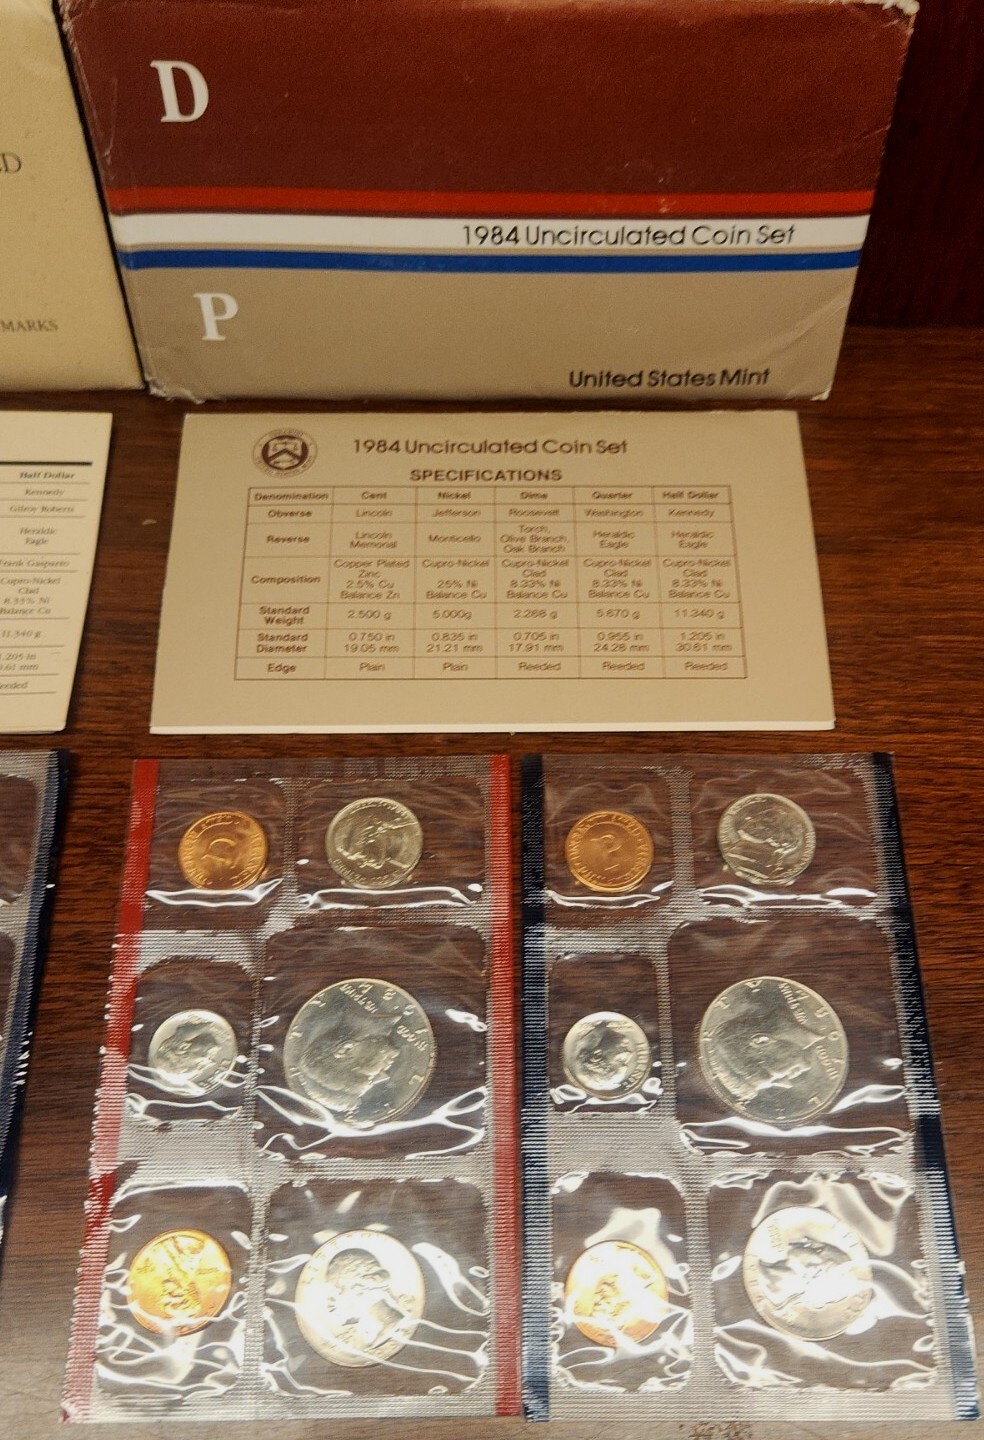 D
MARKS
1984 Uncirculated Coin Set
P
United States Mint
Half Dollar
Kennedy
Gilroy Roberts
Heraldic
Eagle
Frank Gasparro
Cupro-Nickel
Clad
8.33% Ni
Balance Cu
11.340 g
1984 Uncirculated Coin Set
SPECIFICATIONS
Denomination Cent Nickel Dime Quarter Half Dollar
Obverse Lincoln Jefferson Roosevelt Washington Kennedy
Reverse Lincoln Memorial Monticello Torch, Olive Branch, Oak Branch Heraldic Eagle Heraldic Eagle
Composition Copper Plated Zinc 2.5% Cu Balance Zn Cupro-Nickel 25% Ni Balance Cu Cupro-Nickel Clad 8.33% Ni Balance Cu Cupro-Nickel Clad 8.33% Ni Balance Cu Cupro-Nickel Clad 8.33% Ni Balance Cu
Standard Weight 2.500 g 5.000g 2.268 g 5.670 g 11.340 g
Standard Diameter 0.750 in 19.05 mm 0.835 in 21.21 mm 0.705 in 17.91 mm 0.955 in 24.26 mm 1.205 in 30.61 mm
Edge Plain Plain Reeded Reeded Reeded